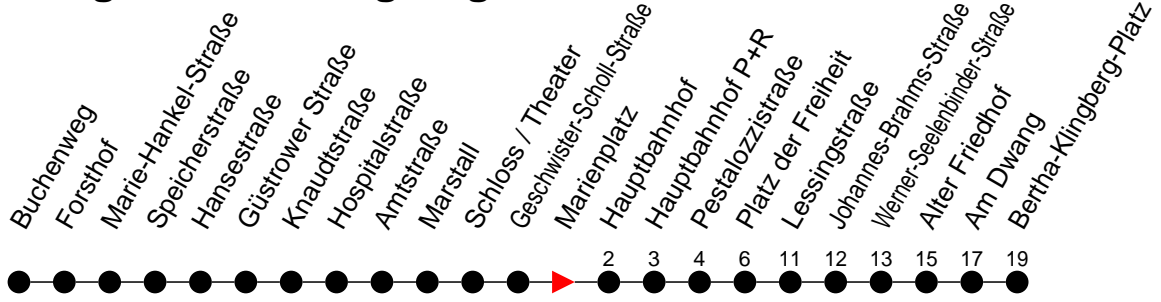 Buchenweg
Forsthof
Marie-Hankel-Straße
Speicherstraße
Hansestraße
Güstrower Straße
Knaudtstraße
Hospitalstraße
Amtstraße
Marstall
Schloss / Theater
Geschwister-Scholl-Straße
Marienplatz
Hauptbahnhof
Hauptbahnhof P+R
Pestalozzistraße
Platz der Freiheit
Lessingstraße
Johannes-Brahms-Straße
Werner-Seelenbinder-Straße
Alter Friedhof
Am Dwang
Bertha-Klingberg-Platz
2 3 4 6 11 12 13 15 17 19